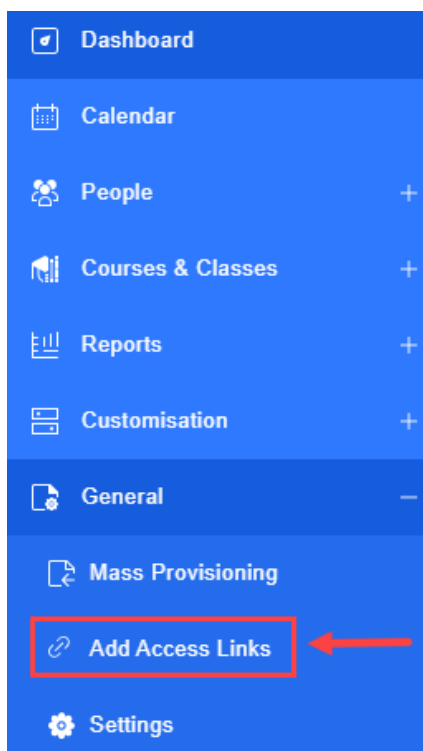 Dashboard
Calendar
People
Courses & Classes
Reports
Customisation
General
Mass Provisioning
Add Access Links
Settings